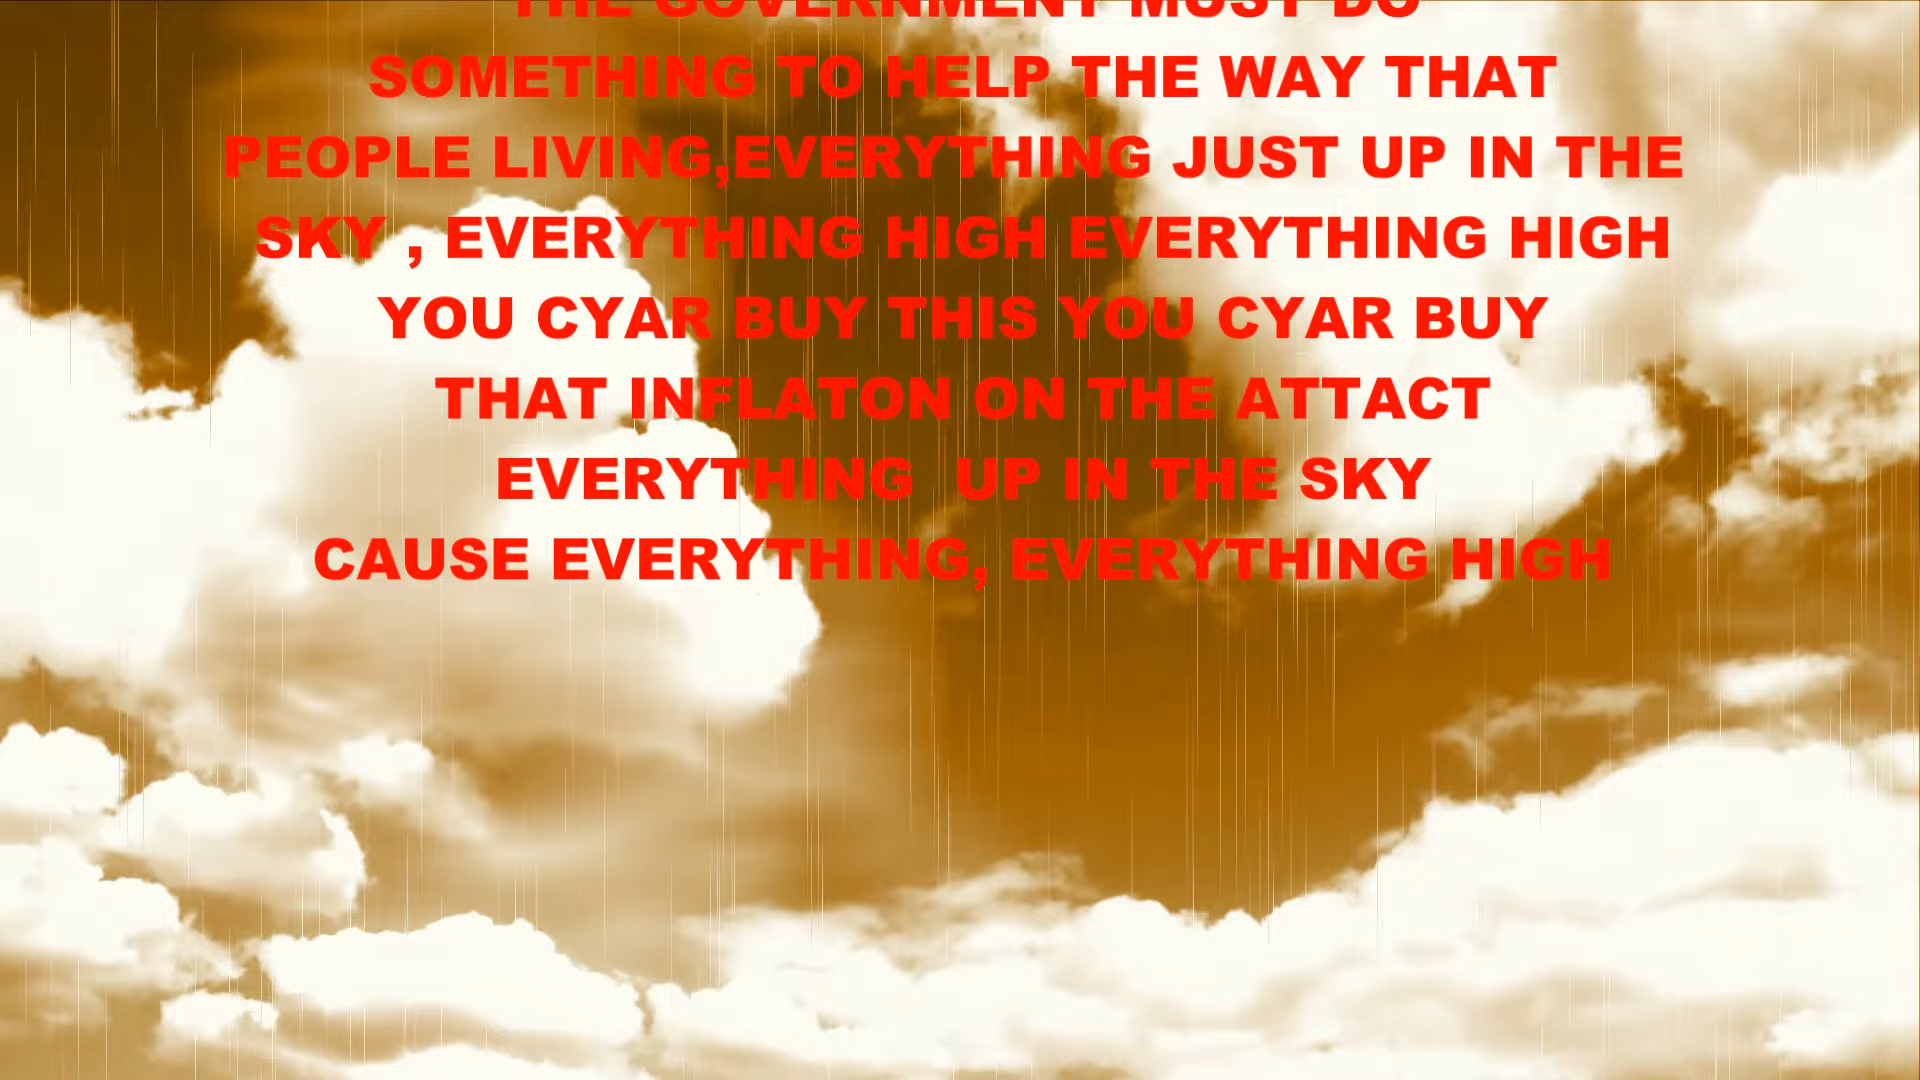 THE GOVERNMENT MUST DO
SOMETHING TO HELP THE WAY THAT
PEOPLE LIVING,EVERYTHING JUST UP IN THE
SKY , EVERYTHING HIGH EVERYTHING HIGH
YOU CYAR BUY THIS YOU CYAR BUY
THAT INFLATON ON THE ATTACT
EVERYTHING  UP IN THE SKY
CAUSE EVERYTHING, EVERYTHING HIGH